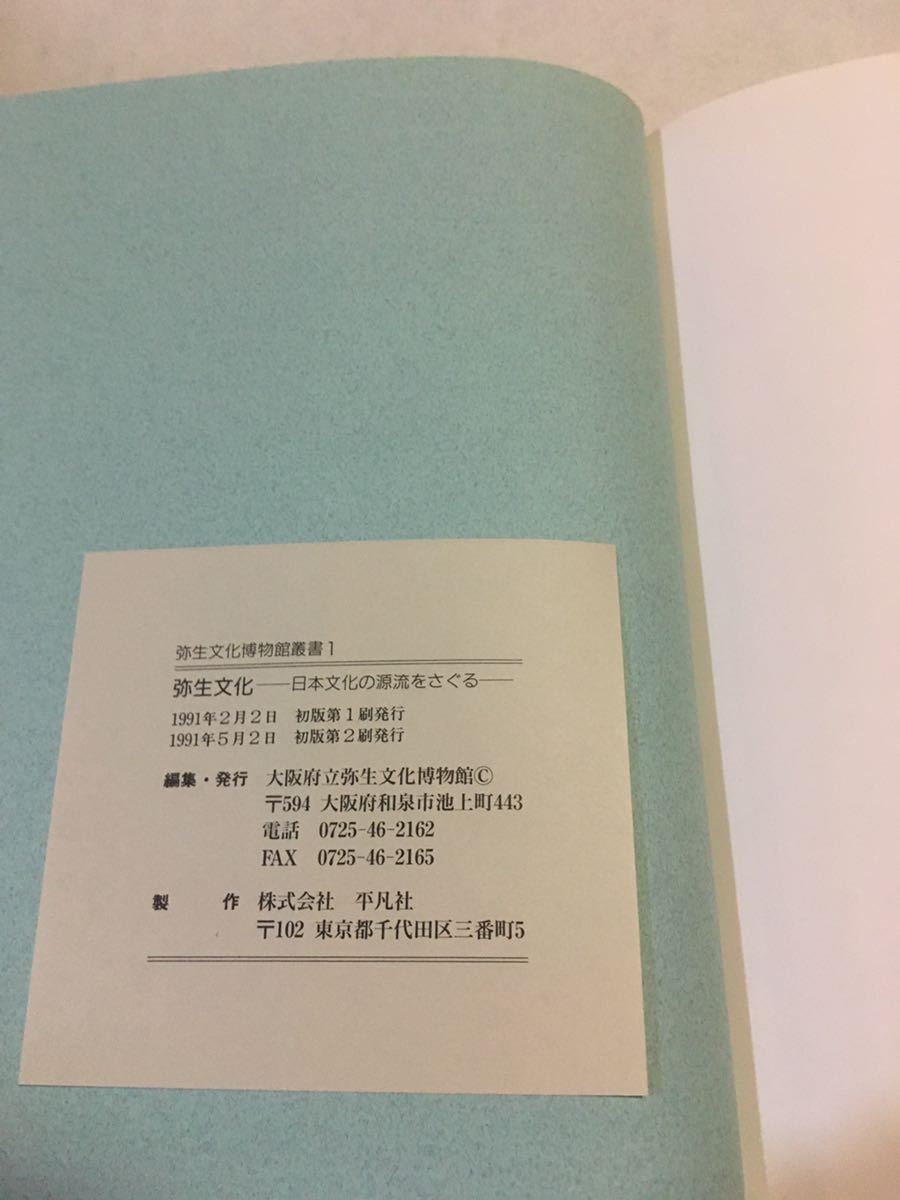 弥生文化博物館叢書1
弥生文化――日本文化の源流をさぐる――
1991年2月2日　初版第1刷発行
1991年5月2日　初版第2刷発行
編集・発行　大阪府立弥生文化博物館©
〒594 大阪府和泉市池上町443
電話　0725-46-2162
FAX　0725-46-2165
製　作　株式会社　平凡社
〒102 東京都千代田区三番町5